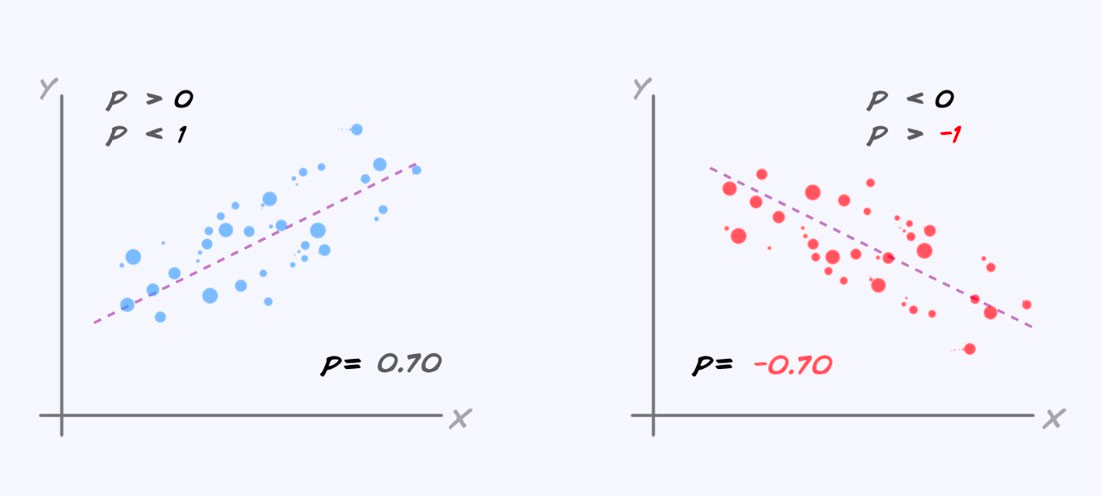 Y
p > 0
p < 1
p= 0.70
X
Y
p < 0
p > -1
p= -0.70
X